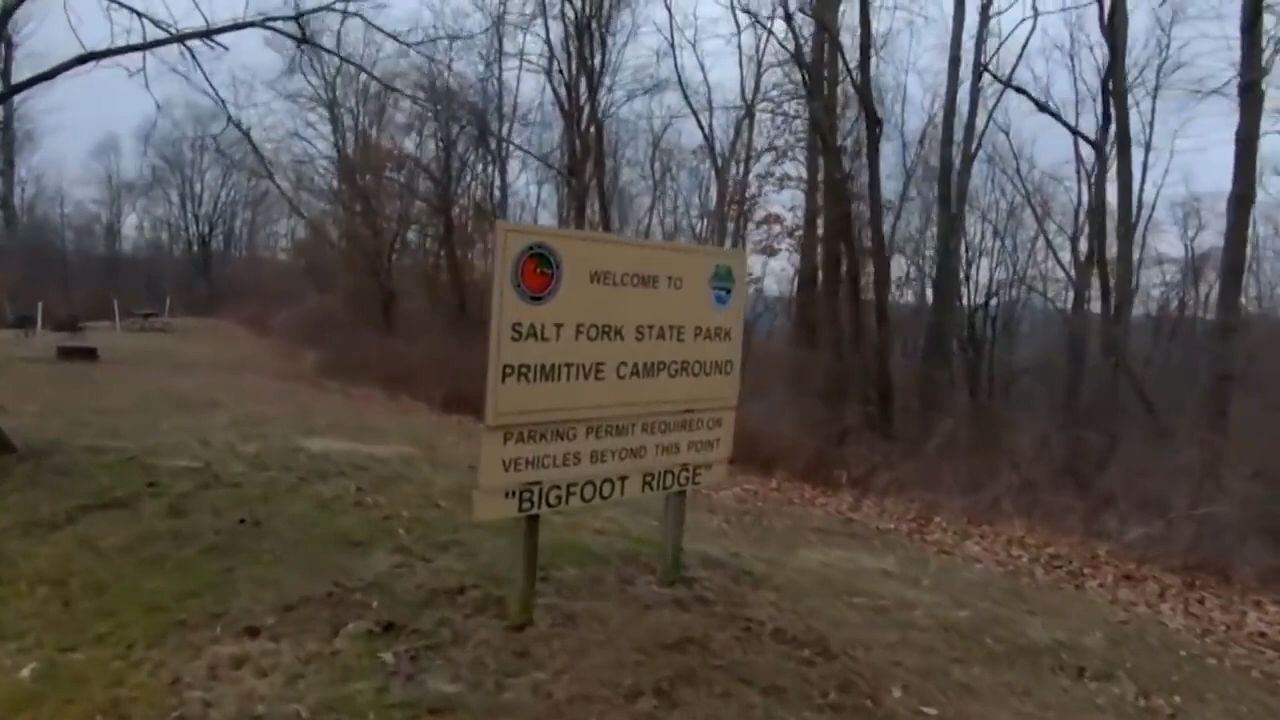 WELCOME TO
SALT FORK STATE PARK
PRIMITIVE CAMPGROUND
PARKING PERMIT REQUIRED ON
VEHICLES BEYOND THIS POINT
"BIGFOOT RIDGE"